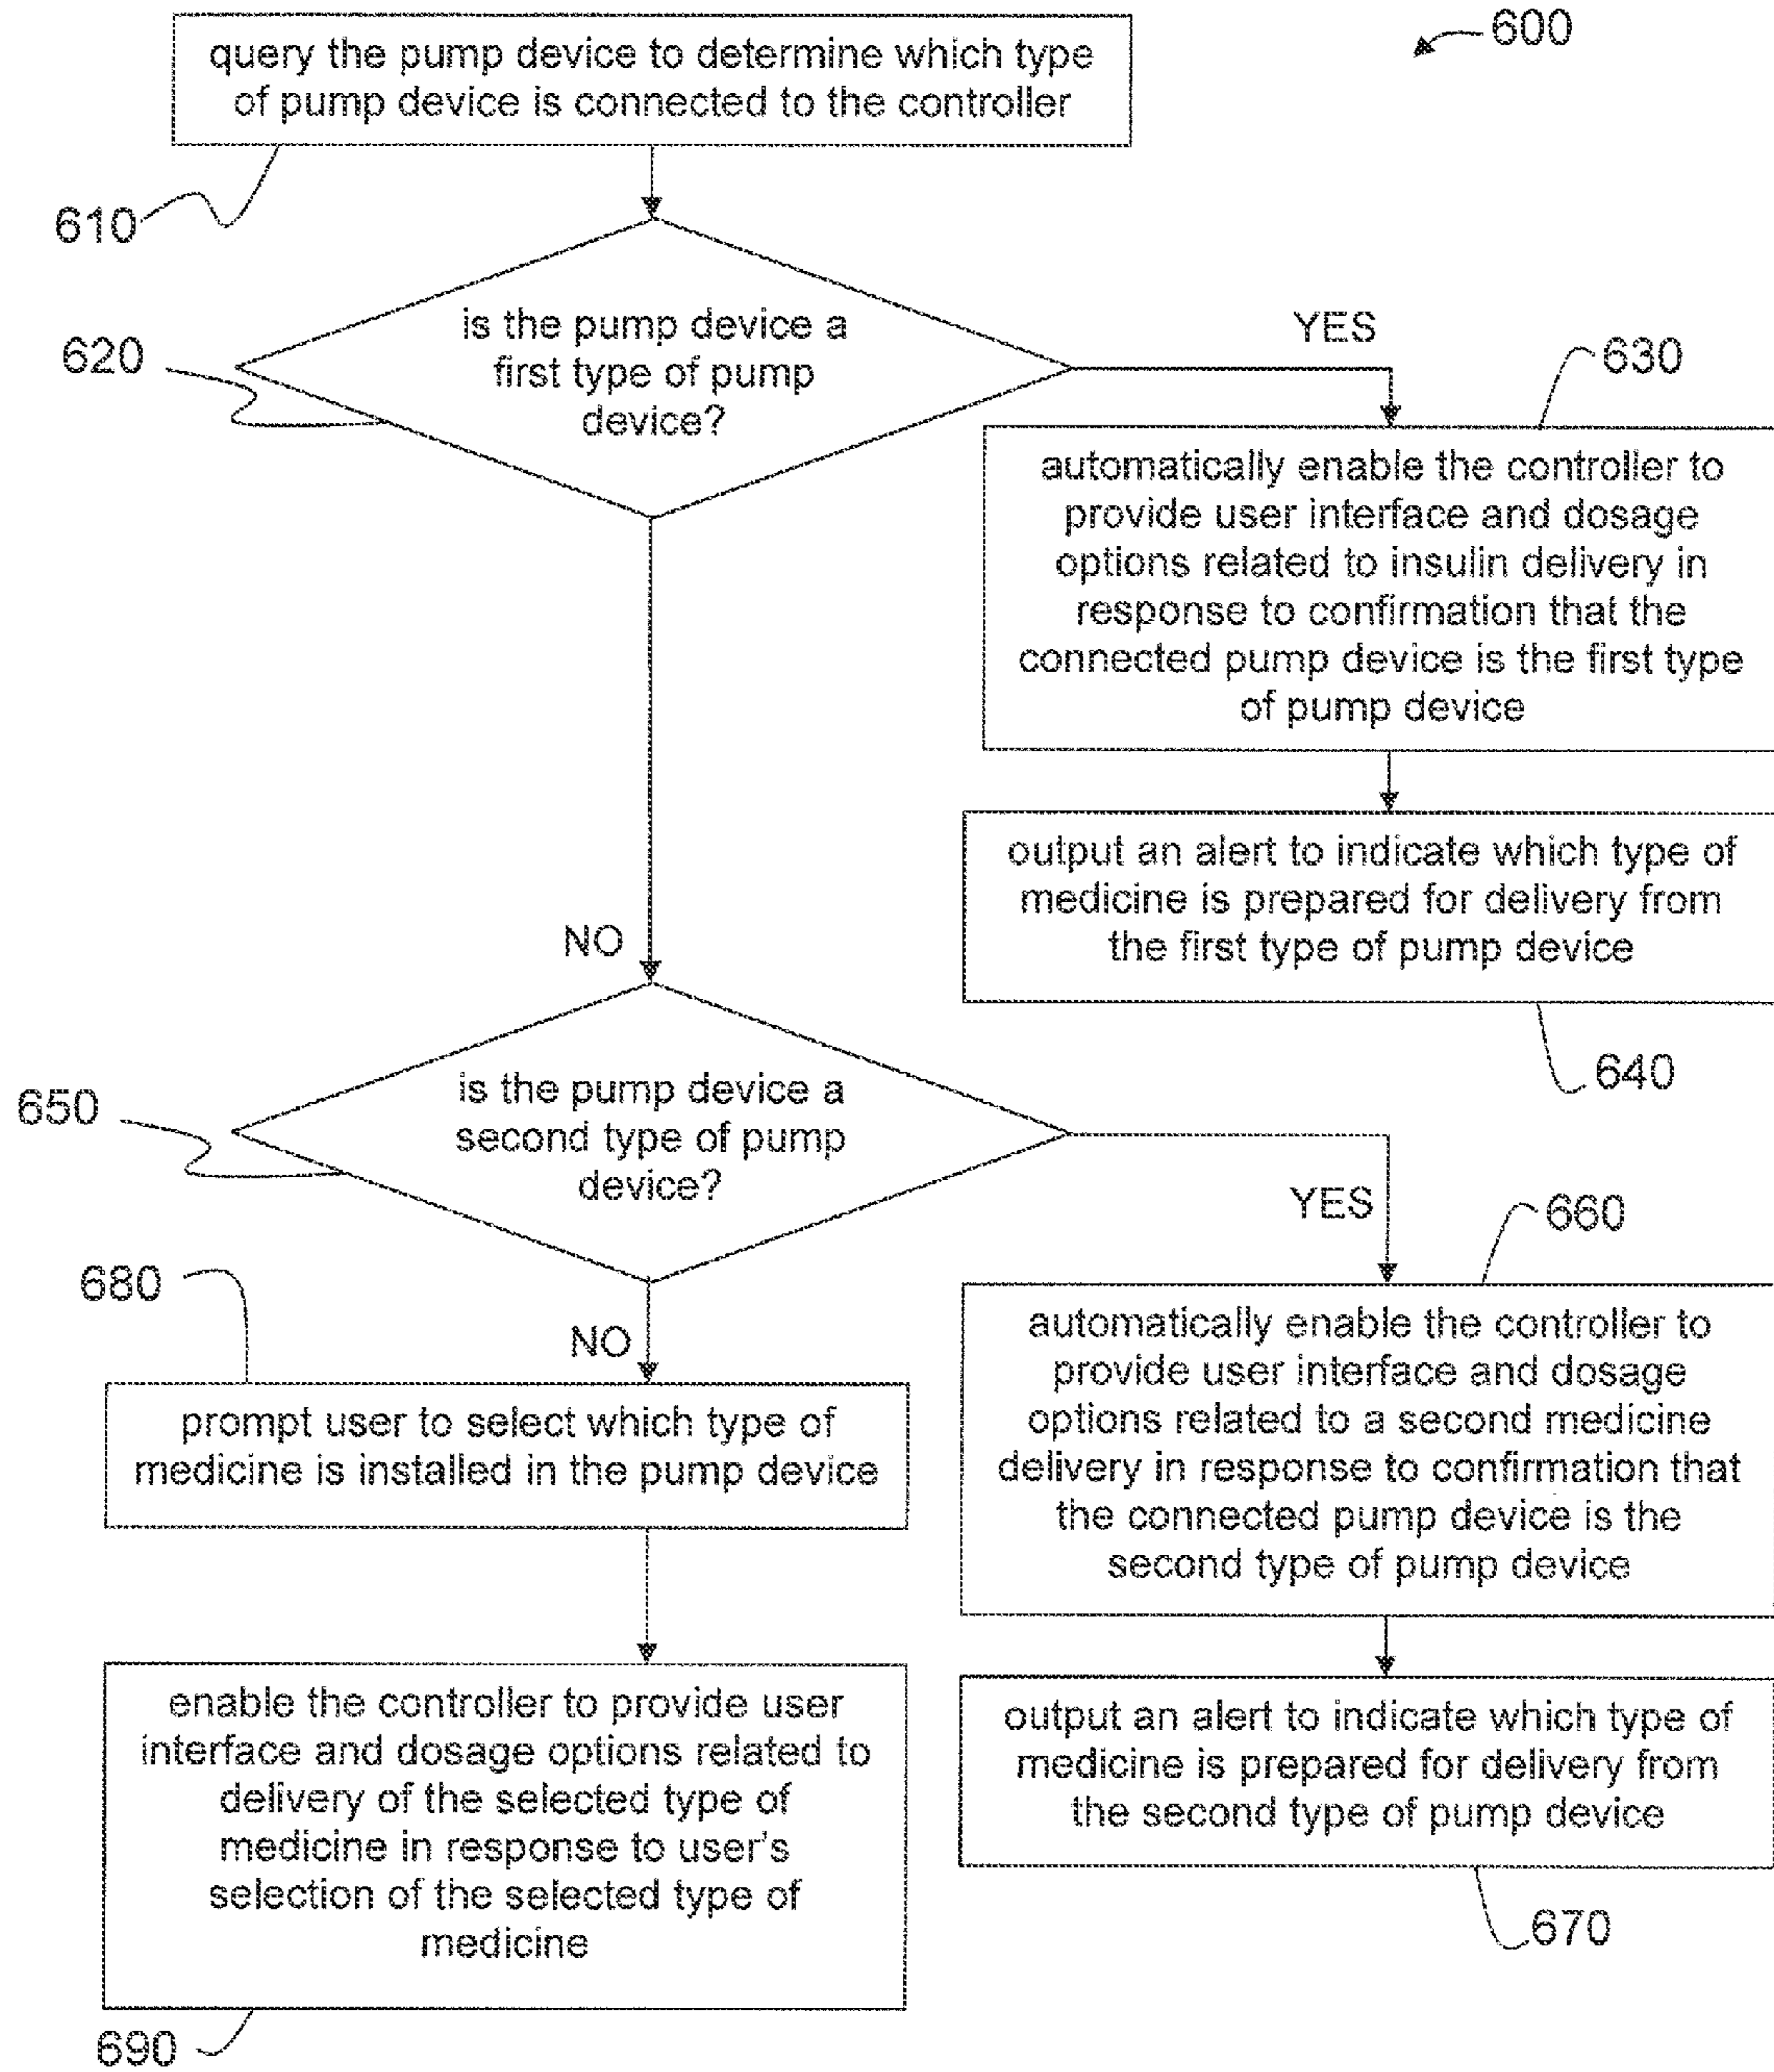 600
query the pump device to determine which type
of pump device is connected to the controller
610
is the pump device a
first type of pump
device?
620
YES
630
automatically enable the controller to
provide user interface and dosage
options related to insulin delivery in
response to confirmation that the
connected pump device is the first type
of pump device
output an alert to indicate which type of
medicine is prepared for delivery from
the first type of pump device
640
NO
is the pump device a
second type of pump
device?
650
YES
660
automatically enable the controller to
provide user interface and dosage
options related to a second medicine
delivery in response to confirmation that
the connected pump device is the
second type of pump device
output an alert to indicate which type of
medicine is prepared for delivery from
the second type of pump device
670
680
NO
prompt user to select which type of
medicine is installed in the pump device
enable the controller to provide user
interface and dosage options related to
delivery of the selected type of
medicine in response to user's
selection of the selected type of
medicine
690